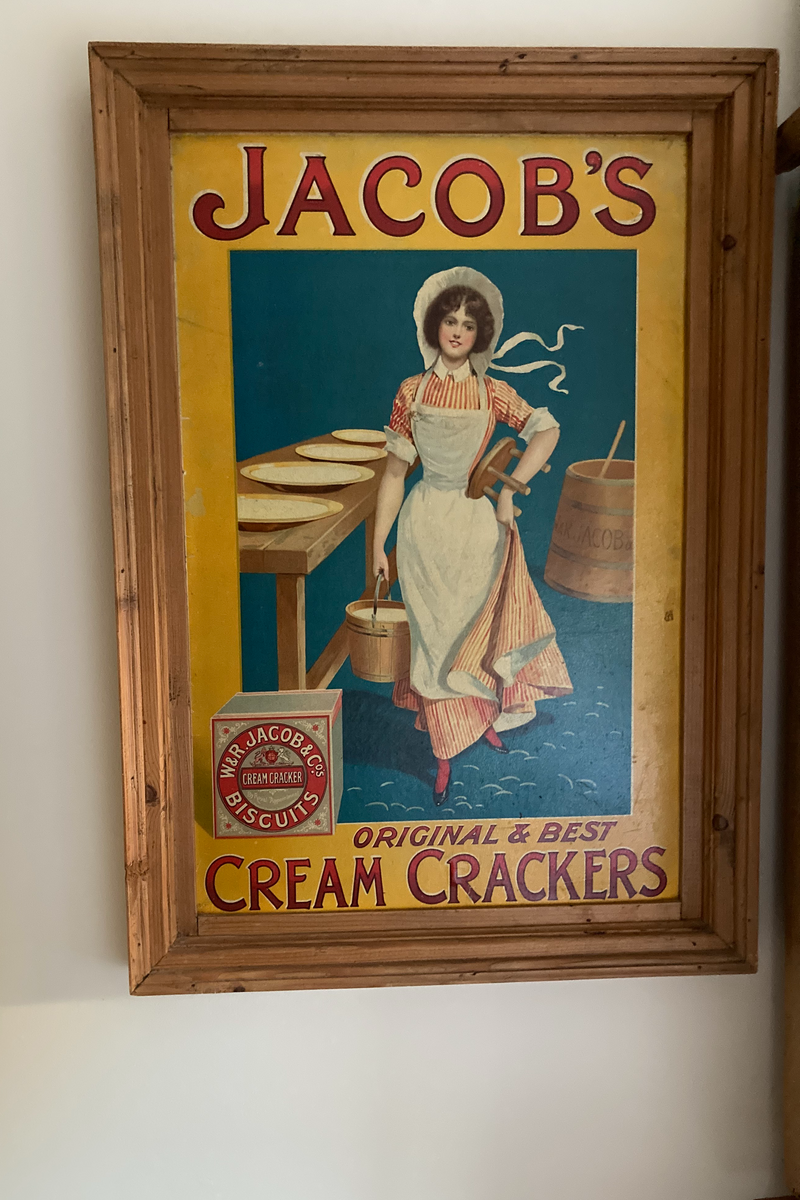 JACOB'S
W.&R. JACOB & Co's
CREAM CRACKER
BISCUITS
W.R. JACOB &
ORIGINAL & BEST
CREAM CRACKERS